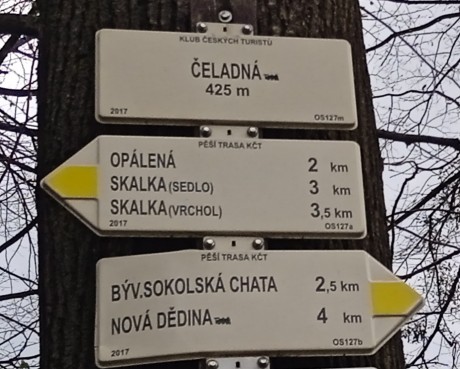 KLUB ČESKÝCH TURISTŮ
ČELADNÁ
425 m
2017 OS127m
PĚŠÍ TRASA KČT
OPÁLENÁ 2 km
SKALKA (SEDLO) 3 km
SKALKA (VRCHOL) 3,5 km
2017 OS127a
PĚŠÍ TRASA KČT
BÝV.SOKOLSKÁ CHATA 2,5 km
NOVÁ DĚDINA 4 km
2017 OS127b